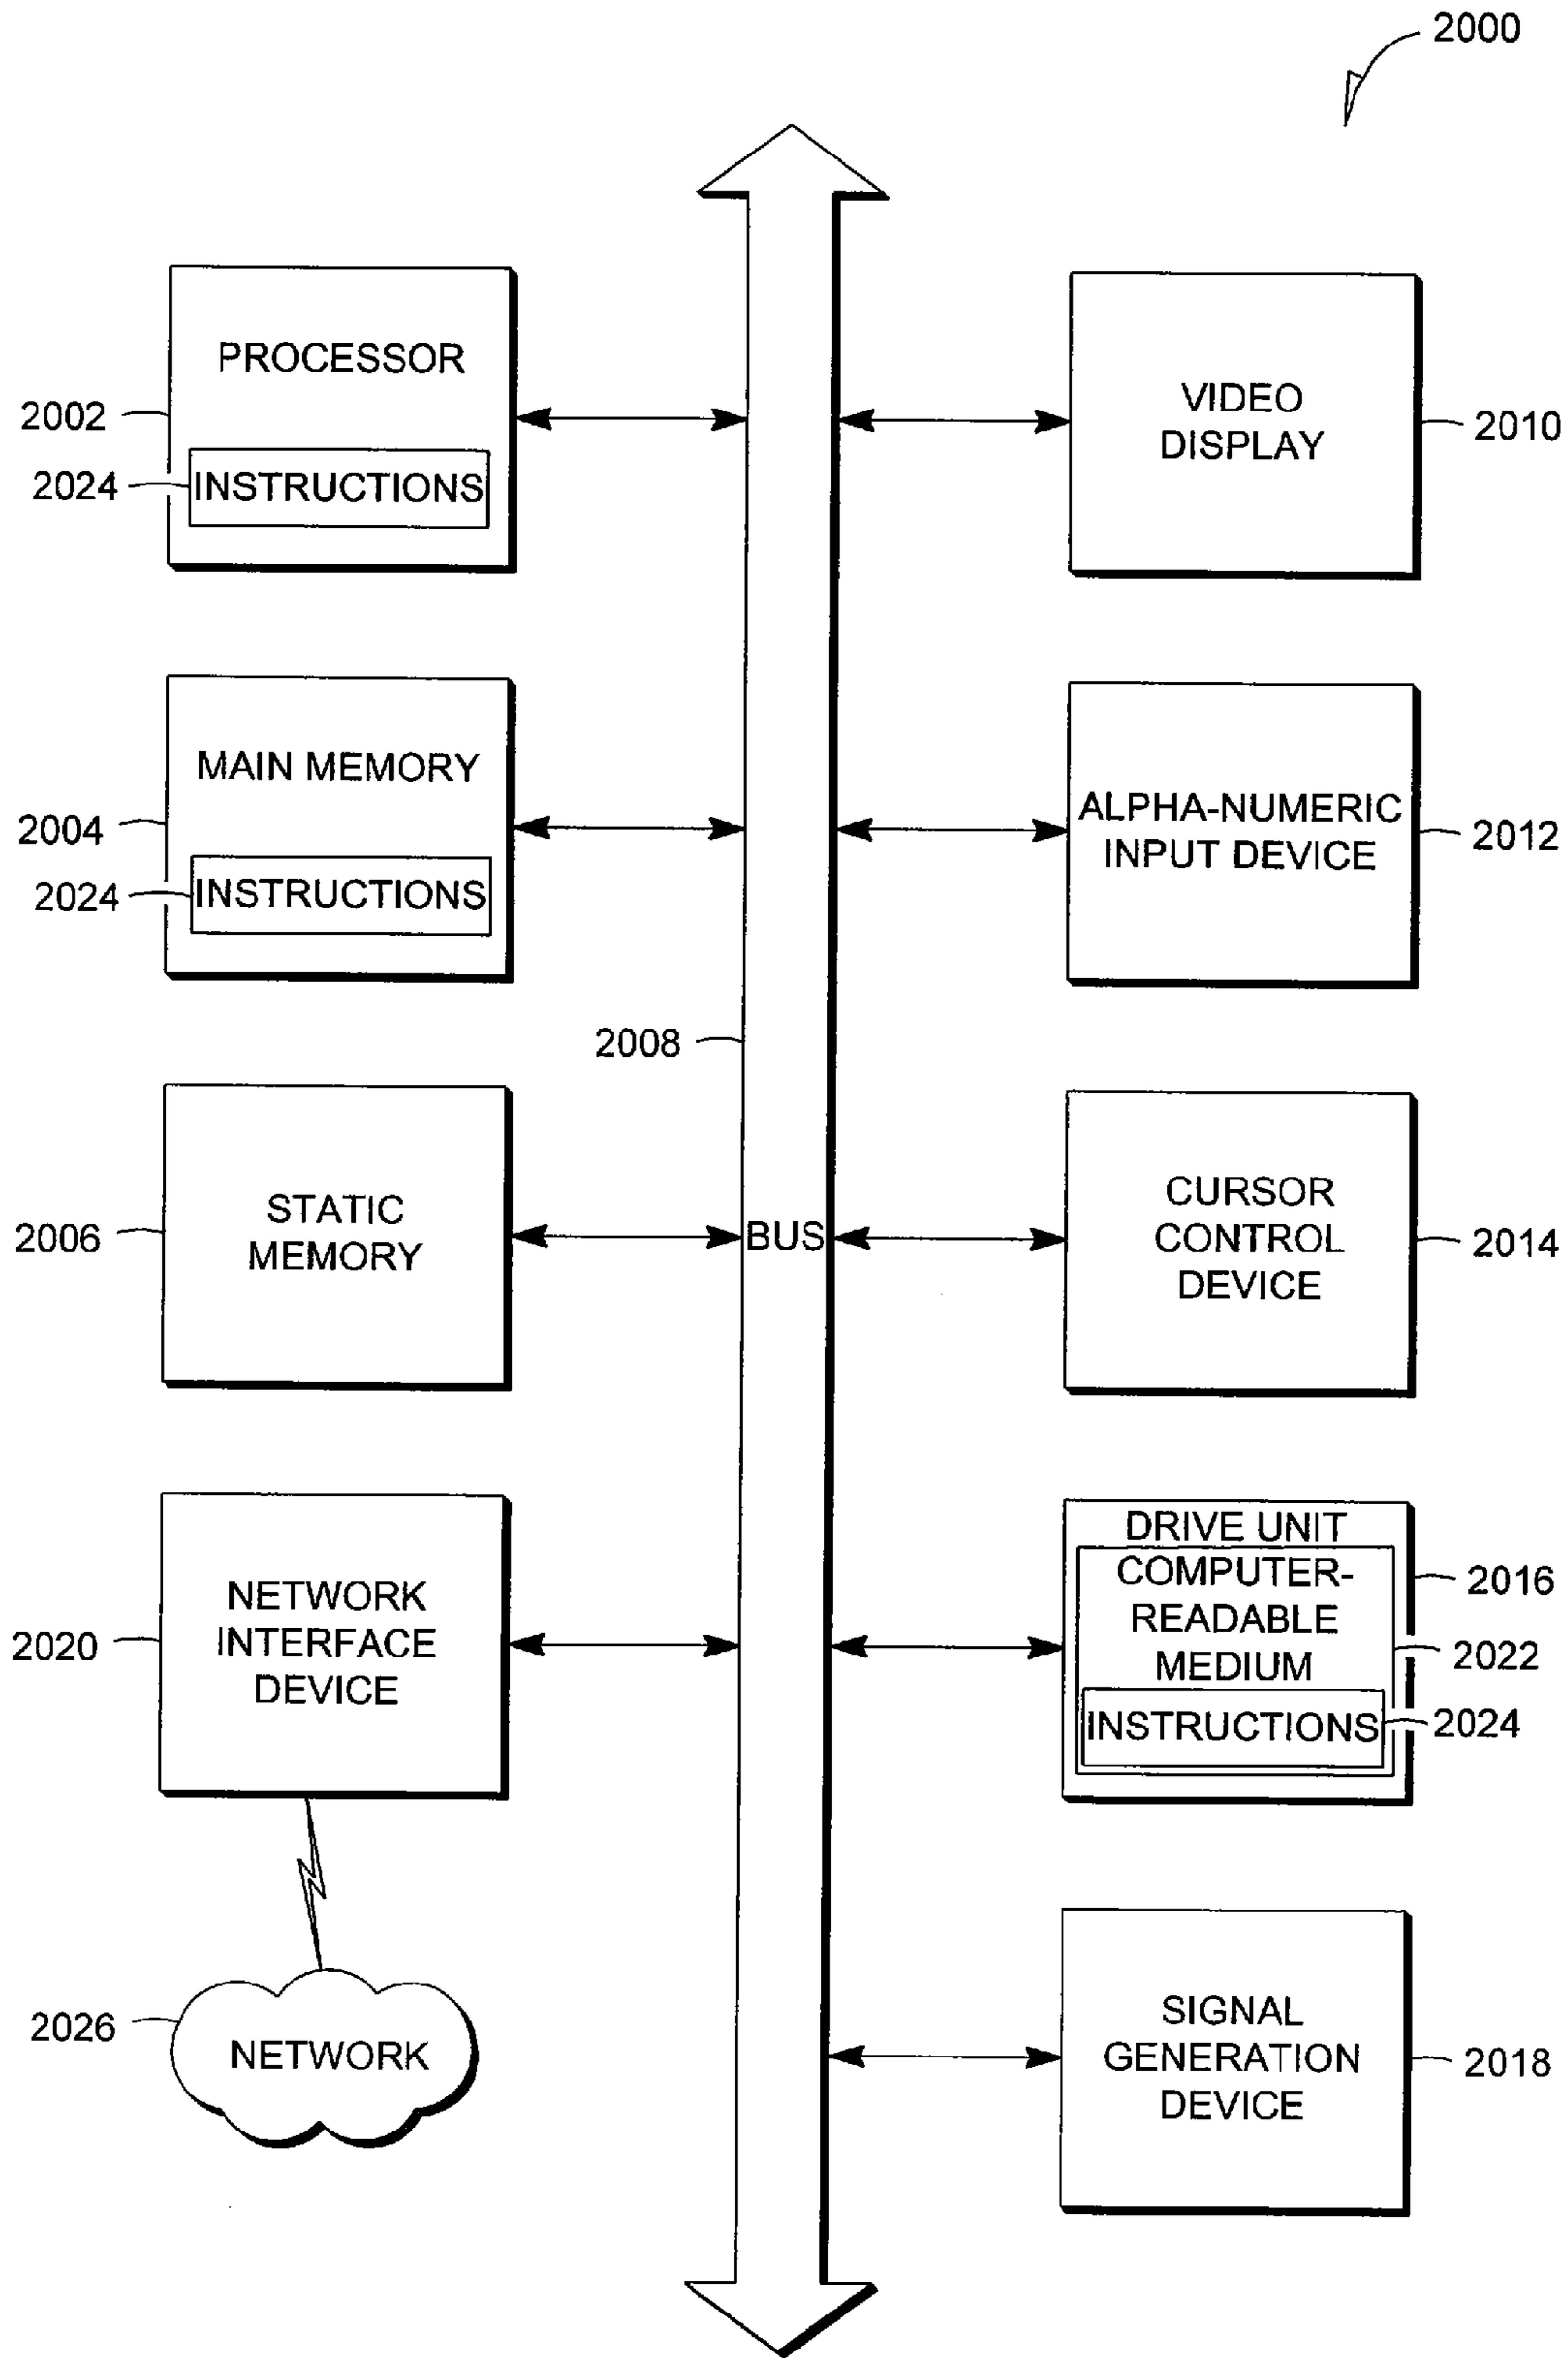 2000
PROCESSOR
2002
2024
INSTRUCTIONS
VIDEO
DISPLAY
2010
MAIN MEMORY
2004
2024
INSTRUCTIONS
ALPHA-NUMERIC
INPUT DEVICE
2012
2008
STATIC
MEMORY
2006
BUS
CURSOR
CONTROL
DEVICE
2014
NETWORK
INTERFACE
DEVICE
2020
DRIVE UNIT
COMPUTER-
READABLE
MEDIUM
2016
2022
INSTRUCTIONS
2024
2026
NETWORK
SIGNAL
GENERATION
DEVICE
2018